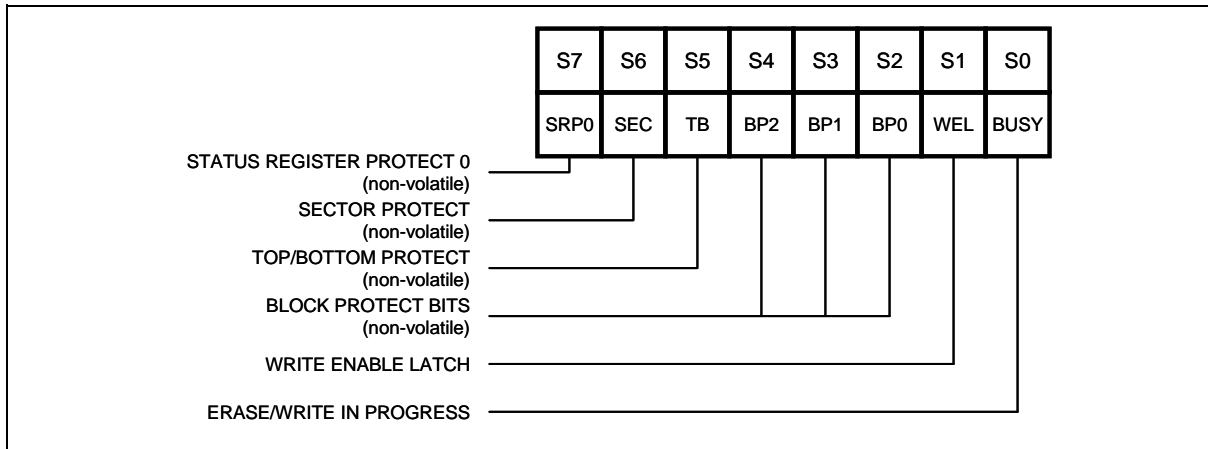 S7 S6 S5 S4 S3 S2 S1 S0
SRP0 SEC TB BP2 BP1 BP0 WEL BUSY
STATUS REGISTER PROTECT 0
(non-volatile)
SECTOR PROTECT
(non-volatile)
TOP/BOTTOM PROTECT
(non-volatile)
BLOCK PROTECT BITS
(non-volatile)
WRITE ENABLE LATCH
ERASE/WRITE IN PROGRESS